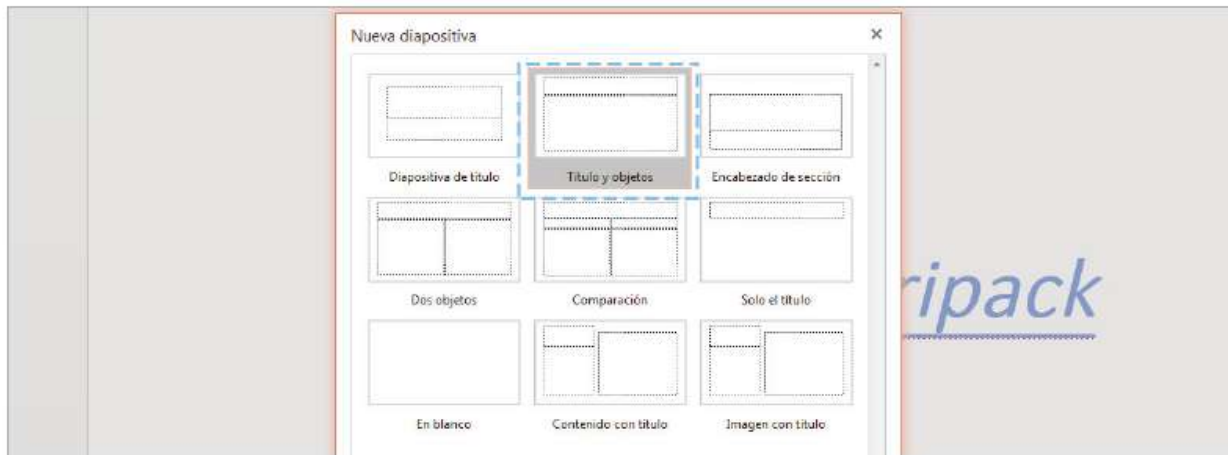 Nueva diapositiva
Diapositiva de título
Título y objetos
Encabezado de sección
Dos objetos
Comparación
Solo el título
ripack
En blanco
Contenido con título
Imagen con título